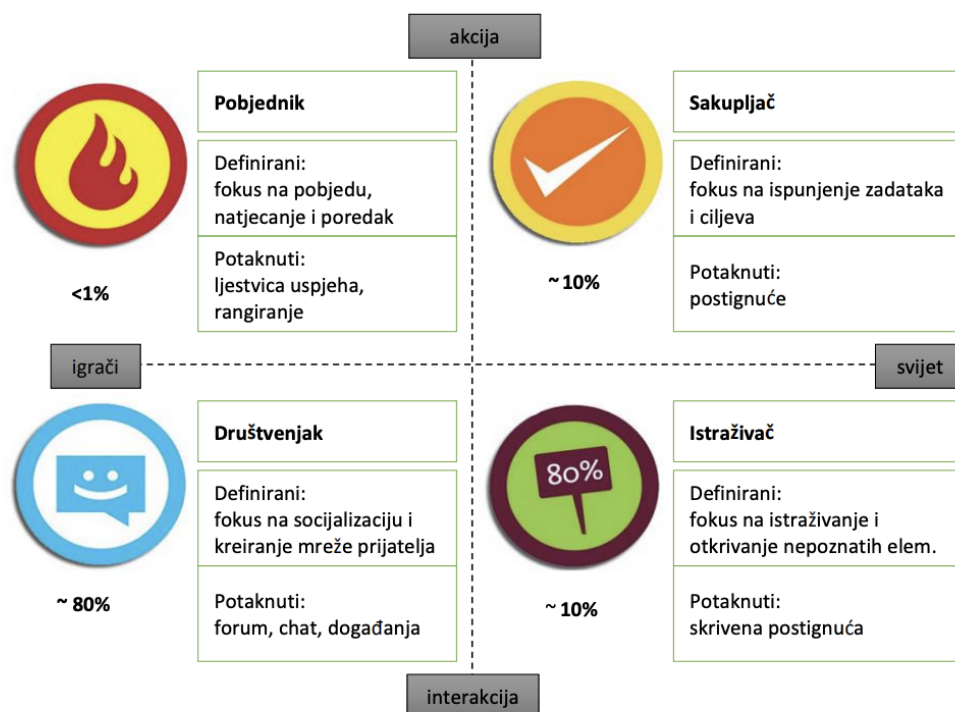 akcija
Pobjednik
Definirani:
fokus na pobjedu,
natjecanje i poredak
Potaknuti:
ljestvica uspjeha,
rangiranje
<1%
Sakupljač
Definirani:
fokus na ispunjenje zadataka
i ciljeva
Potaknuti:
postignuće
~ 10%
igrači
svijet
Društvenjak
Definirani:
fokus na socijalizaciju i
kreiranje mreže prijatelja
Potaknuti:
forum, chat, događanja
~ 80%
Istraživač
80%
Definirani:
fokus na istraživanje i
otkrivanje nepoznatih elem.
Potaknuti:
skrivena postignuća
~ 10%
interakcija